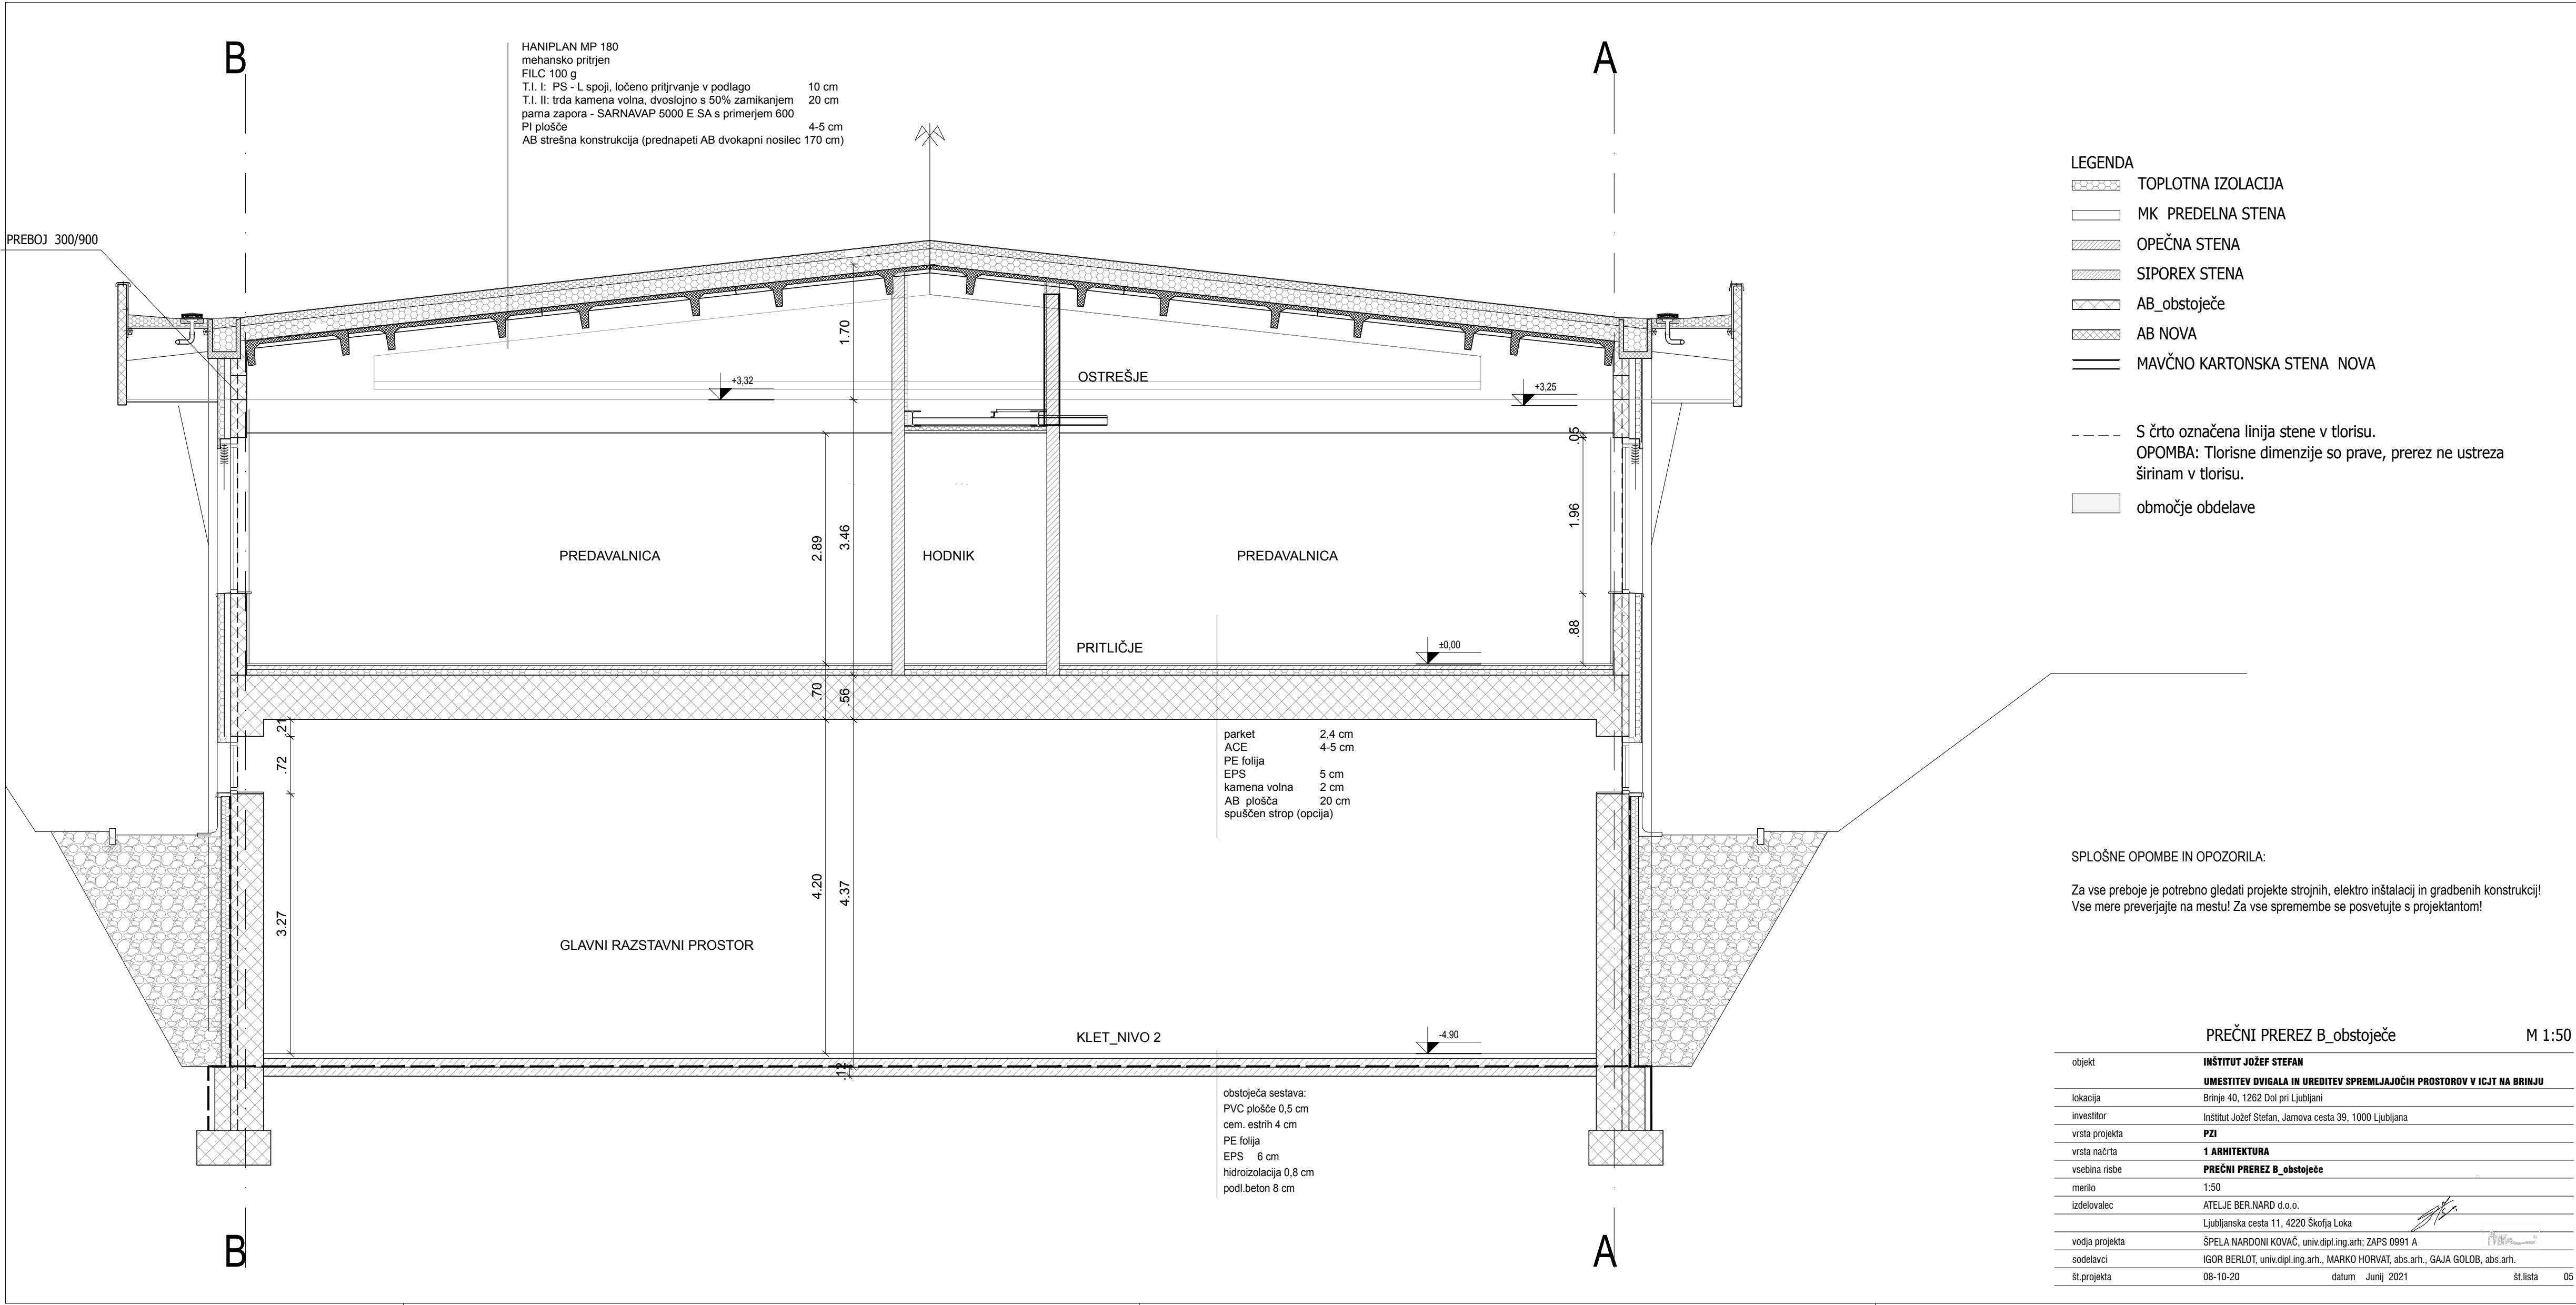 B
A
HANIPLAN MP 180
mehansko pritrjen
FILC 100 g
T.I. I: PS - L spoji, ločeno pritjrvanje v podlago 10 cm
T.I. II: trda kamena volna, dvoslojno s 50% zamikanjem 20 cm
parna zapora - SARNAVAP 5000 E SA s primerjem 600
PI plošče 4-5 cm
AB strešna konstrukcija (prednapeti AB dvokapni nosilec 170 cm)
PREBOJ 300/900
LEGENDA
TOPLOTNA IZOLACIJA
MK PREDELNA STENA
OPEČNA STENA
SIPOREX STENA
AB_obstoječe
AB NOVA
MAVČNO KARTONSKA STENA NOVA
S črto označena linija stene v tlorisu.
OPOMBA: Tlorisne dimenzije so prave, prerez ne ustreza
širinam v tlorisu.
območje obdelave
1.70
+3,32
OSTREŠJE
+3,25
.05
2.89
3.46
1.96
PREDAVALNICA
HODNIK
PREDAVALNICA
.88
PRITLIČJE
±0,00
.70
.56
.21
.72
parket 2,4 cm
ACE 4-5 cm
PE folija
EPS 5 cm
kamena volna 2 cm
AB plošča 20 cm
spuščen strop (opcija)
3.27
4.20
4.37
GLAVNI RAZSTAVNI PROSTOR
KLET_NIVO 2
-4.90
.12
obstoječa sestava:
PVC plošče 0,5 cm
cem. estrih 4 cm
PE folija
EPS 6 cm
hidroizolacija 0,8 cm
podl.beton 8 cm
B
A
SPLOŠNE OPOMBE IN OPOZORILA:
Za vse preboje je potrebno gledati projekte strojnih, elektro inštalacij in gradbenih konstrukcij!
Vse mere preverjajte na mestu! Za vse spremembe se posvetujte s projektantom!
PREČNI PREREZ B_obstoječe M 1:50
objekt INŠTITUT JOŽEF STEFAN
UMESTITEV DVIGALA IN UREDITEV SPREMLJAJOČIH PROSTOROV V ICJT NA BRINJU
lokacija Brinje 40, 1262 Dol pri Ljubljani
investitor Inštitut Jožef Stefan, Jamova cesta 39, 1000 Ljubljana
vrsta projekta PZI
vrsta načrta 1 ARHITEKTURA
vsebina risbe PREČNI PREREZ B_obstoječe
merilo 1:50
izdelovalec ATELJE BER.NARD d.o.o.
Ljubljanska cesta 11, 4220 Škofja Loka
vodja projekta ŠPELA NARDONI KOVAČ, univ.dipl.ing.arh; ZAPS 0991 A
sodelavci IGOR BERLOT, univ.dipl.ing.arh., MARKO HORVAT, abs.arh., GAJA GOLOB, abs.arh.
št.projekta 08-10-20 datum Junij 2021 št.lista 05